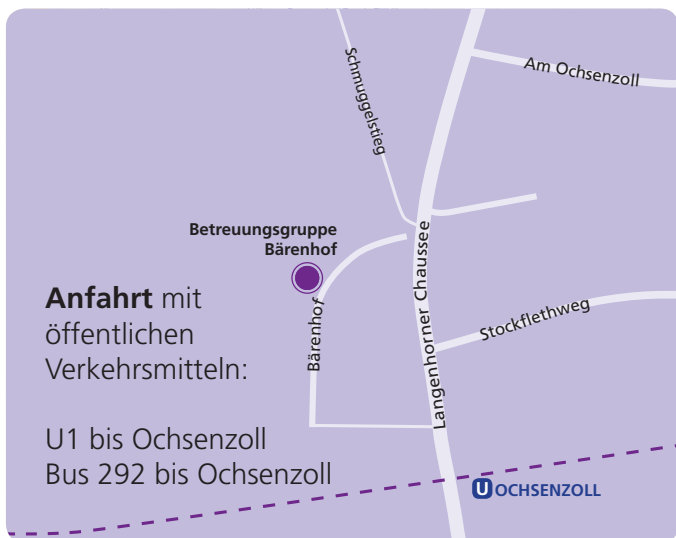 Schmuggelstieg
Am Ochsenzoll
Betreuungsgruppe
Bärenhof
Langenhorner Chaussee
Bärenhof
Stockflethweg
Anfahrt mit
öffentlichen
Verkehrsmitteln:
U1 bis Ochsenzoll
Bus 292 bis Ochsenzoll
U OCHSENZOLL